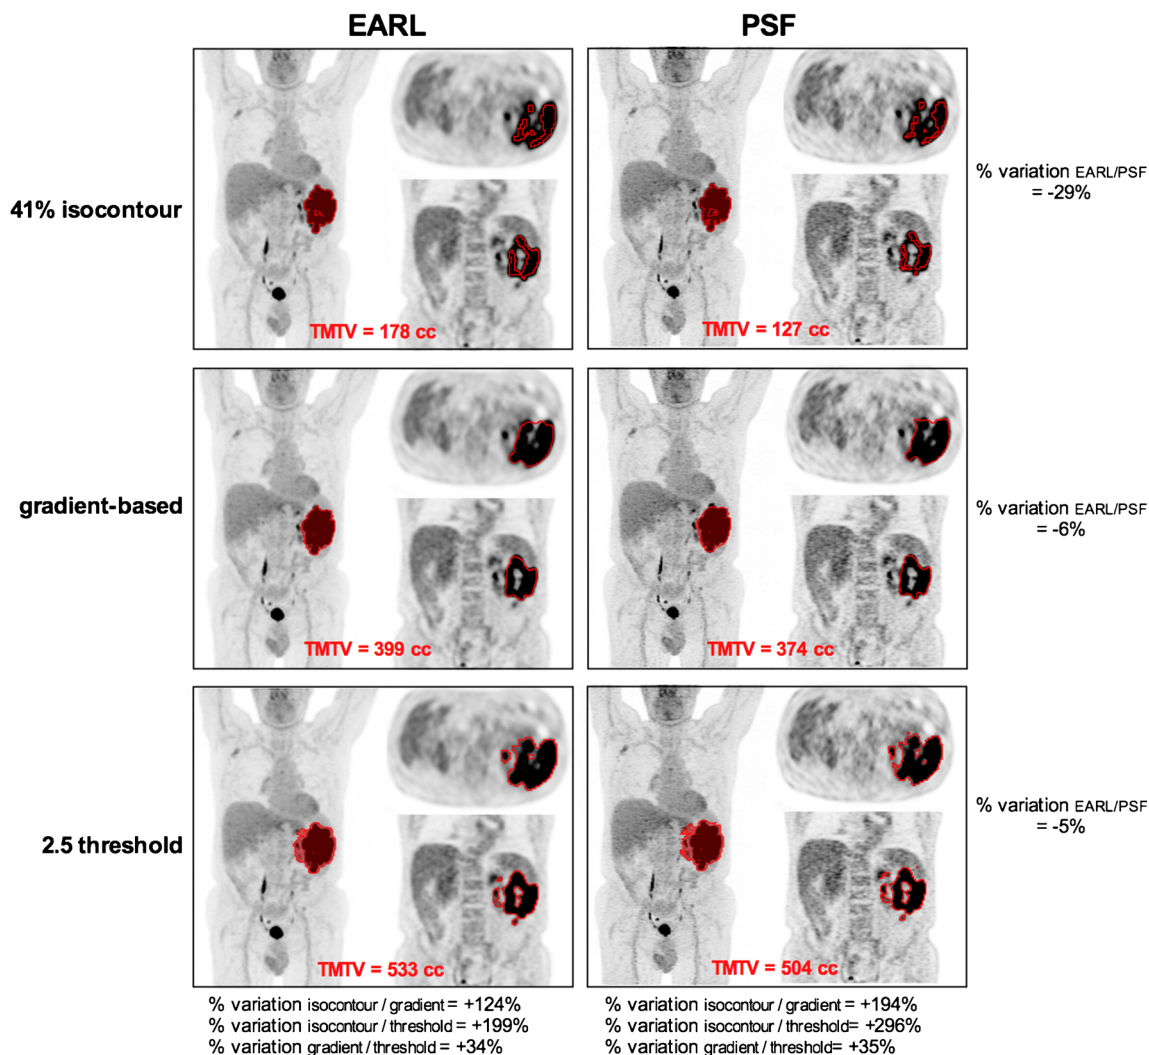 EARL
PSF
41% isocontour
TMTV = 178 cc
TMTV = 127 cc
% variation EARL/PSF
= -29%
gradient-based
TMTV = 399 cc
TMTV = 374 cc
% variation EARL/PSF
= -6%
2.5 threshold
TMTV = 533 cc
TMTV = 504 cc
% variation EARL/PSF
= -5%
% variation isocontour / gradient = +124%
% variation isocontour / threshold = +199%
% variation gradient / threshold = +34%
% variation isocontour / gradient = +194%
% variation isocontour / threshold= +296%
% variation gradient / threshold= +35%